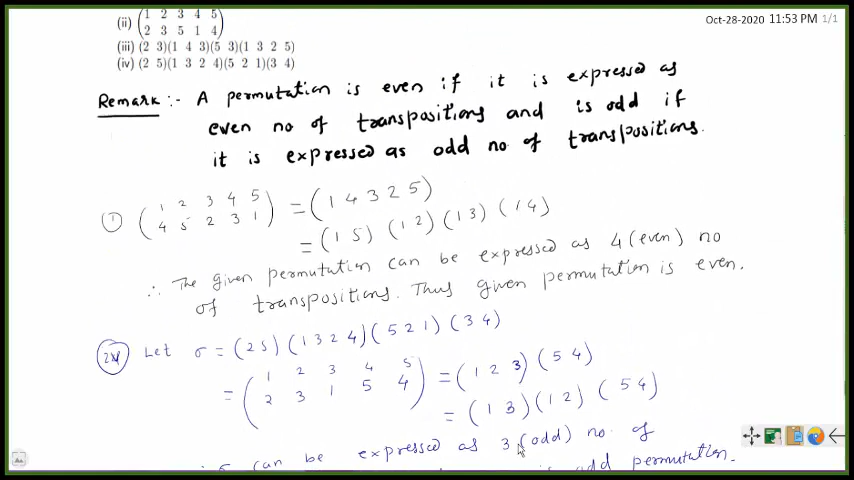 Oct-28-2020 11:53 PM 1/1
(ii) ( 1 2 3 4 5
2 3 5 1 4 )
(iii) (2 3)(1 4 3)(5 3)(1 3 2 5)
(iv) (2 5)(1 3 2 4)(5 2 1)(3 4)
Remark :- A permutation is even if it is expressed as
even no of transpositions and is odd if
it is expressed as odd no of transpositions.
① ( 1 2 3 4 5
4 5 2 3 1 ) = (1 4 3 2 5)
= (1 5) (1 2) (1 3) (1 4)
∴ The given permutation can be expressed as 4 (even) no
of transpositions. Thus given permutation is even.
Let σ = (2 5) (1 3 2 4) (5 2 1) (3 4)
= ( 1 2 3 4 5
2 3 1 5 4 ) = (1 2 3) (5 4)
= (1 3) (1 2) (5 4)
∴ σ can be expressed as 3 (odd) no. of
is odd permutation.